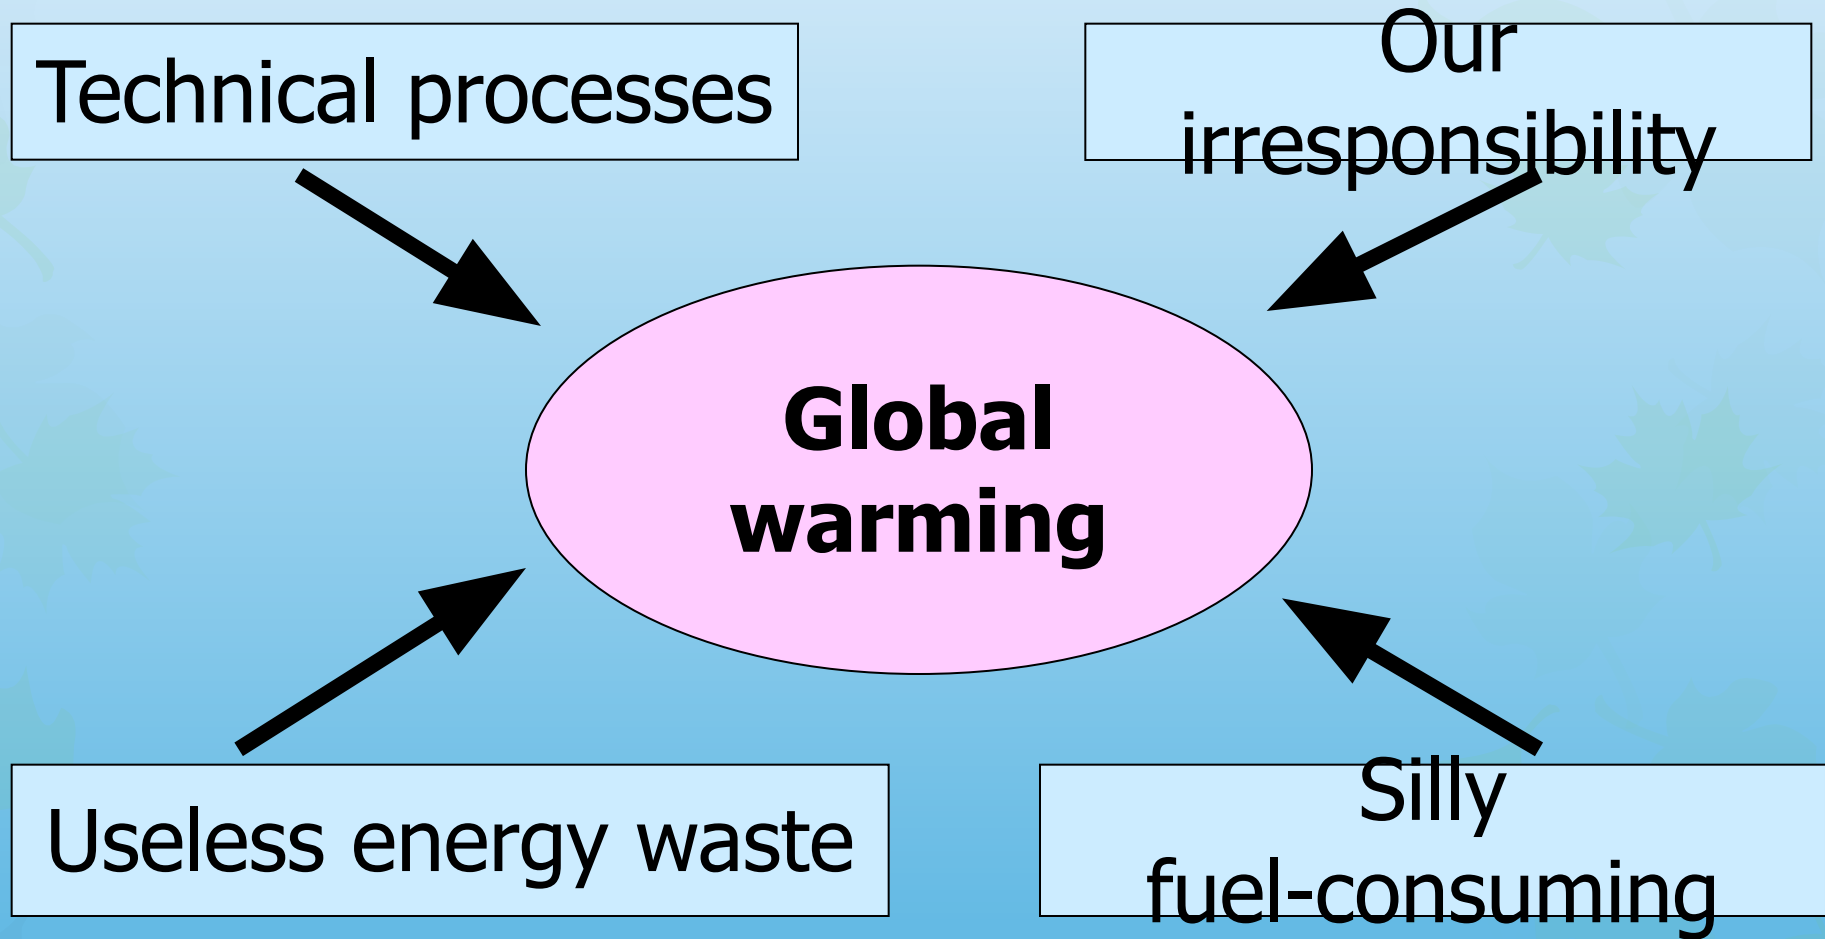 Technical processes
Our
irresponsibility
Global
warming
Useless energy waste
Silly
fuel-consuming